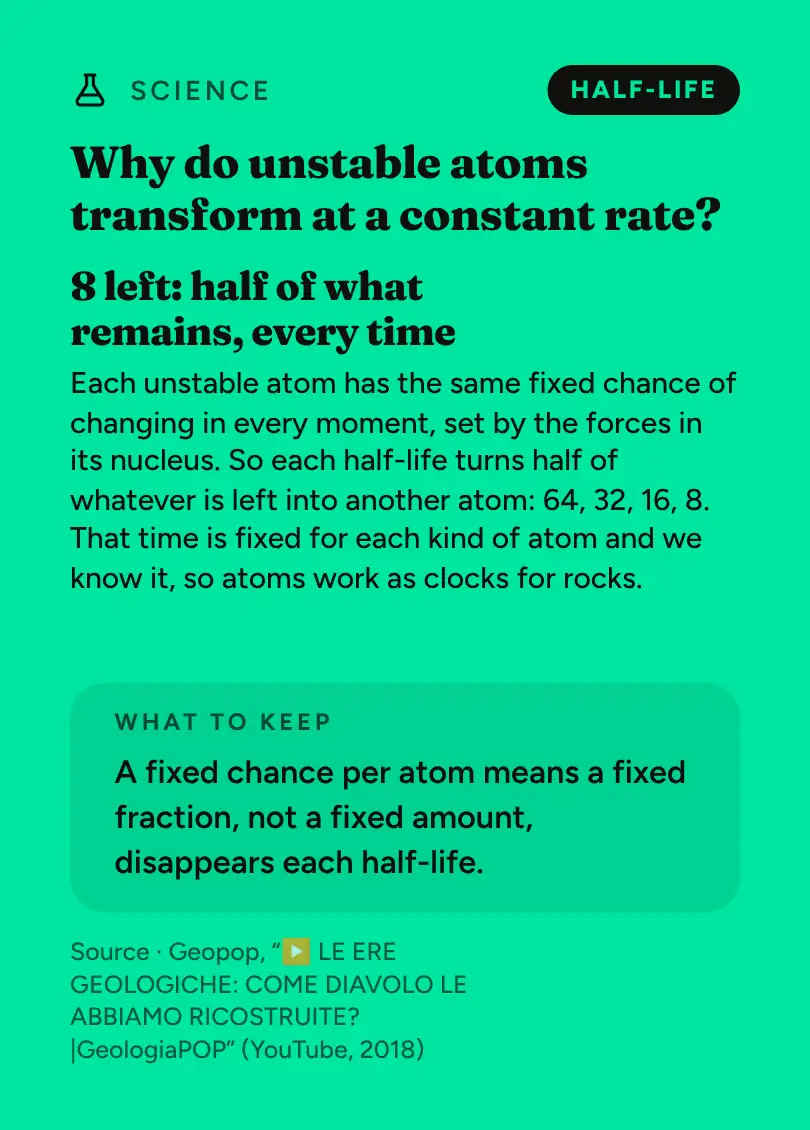 SCIENCE
HALF-LIFE
Why do unstable atoms
transform at a constant rate?
8 left: half of what
remains, every time
Each unstable atom has the same fixed chance of
changing in every moment, set by the forces in
its nucleus. So each half-life turns half of
whatever is left into another atom: 64, 32, 16, 8.
That time is fixed for each kind of atom and we
know it, so atoms work as clocks for rocks.
WHAT TO KEEP
A fixed chance per atom means a fixed
fraction, not a fixed amount,
disappears each half-life.
Source · Geopop, “▶️ LE ERE
GEOLOGICHE: COME DIAVOLO LE
ABBIAMO RICOSTRUITE?
|GeologiaPOP” (YouTube, 2018)